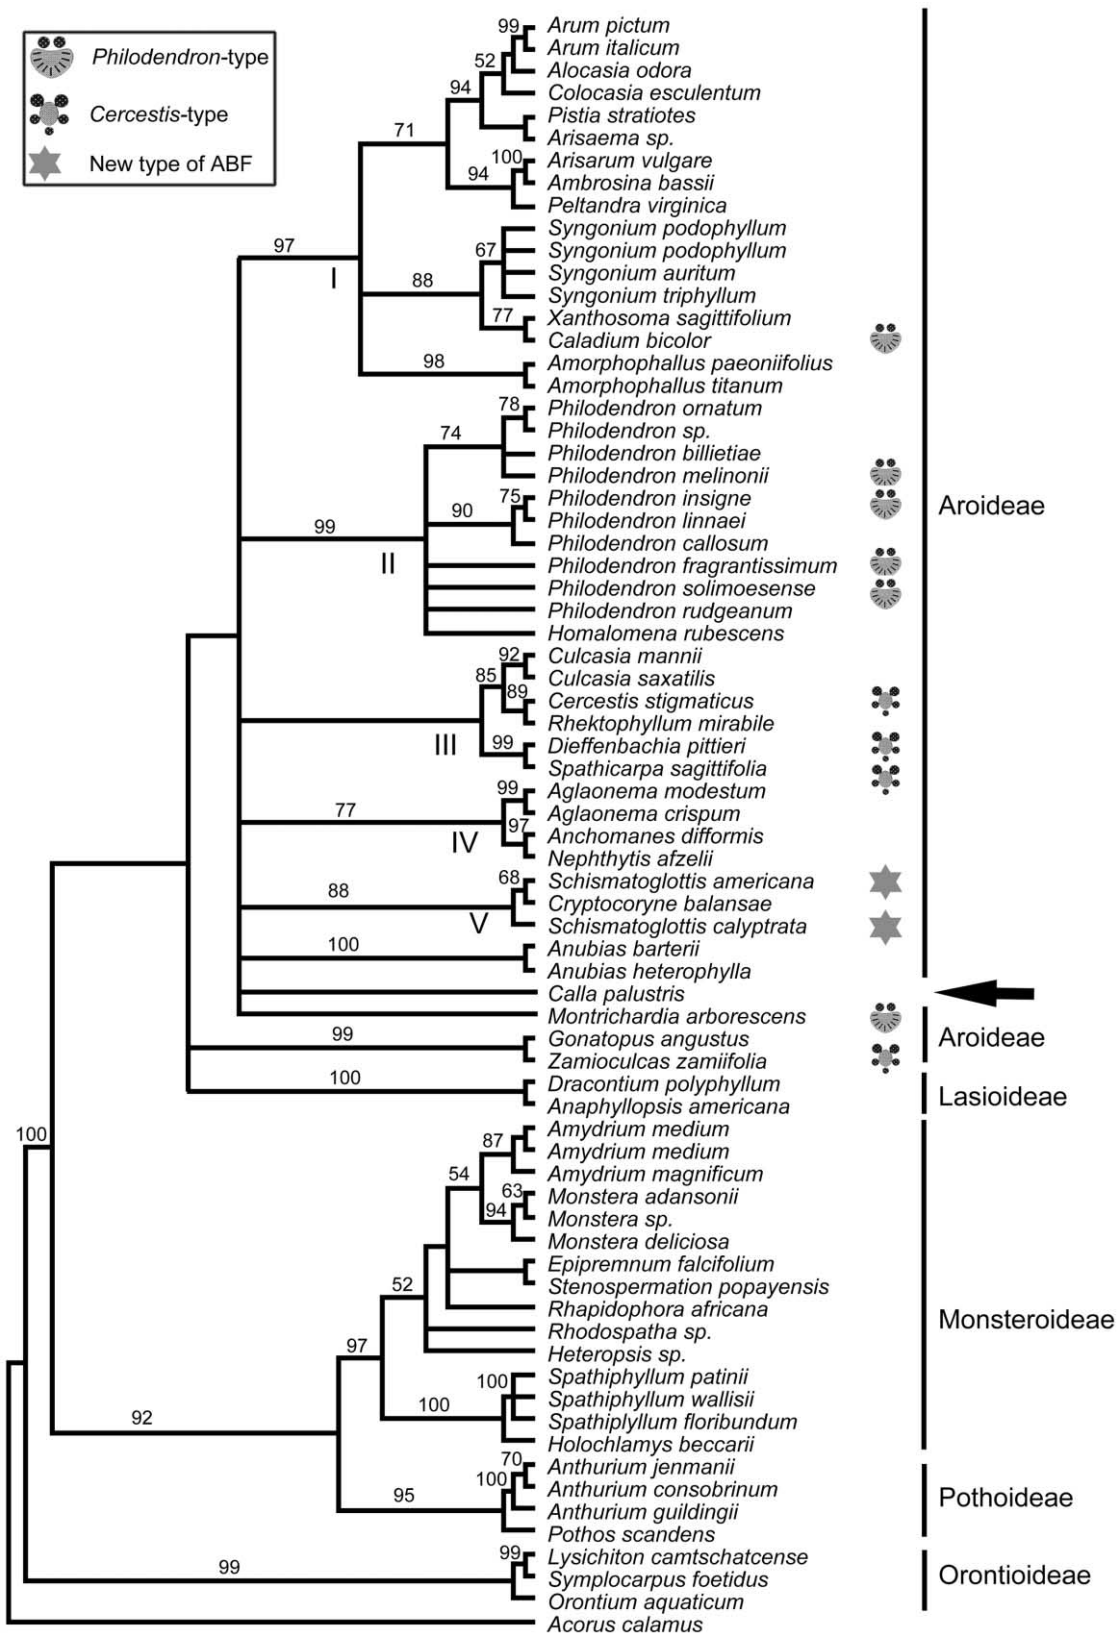 Philodendron-type
Cercestis-type
New type of ABF
99
Arum pictum
Arum italicum
52
Alocasia odora
94
Colocasia esculentum
71
Pistia stratiotes
Arisaema sp.
100
Arisarum vulgare
94
Ambrosina bassii
Peltandra virginica
97
I
Syngonium podophyllum
67
Syngonium podophyllum
88
Syngonium auritum
Syngonium triphyllum
77
Xanthosoma sagittifolium
Caladium bicolor
98
Amorphophallus paeoniifolius
Amorphophallus titanum
78
Philodendron ornatum
74
Philodendron sp.
Philodendron billietiae
Philodendron melinonii
75
Philodendron insigne
90
Philodendron linnaei
99
Philodendron callosum
II
Philodendron fragrantissimum
Philodendron solimoesense
Philodendron rudgeanum
Homalomena rubescens
Aroideae
92
Culcasia mannii
85
Culcasia saxatilis
89
Cercestis stigmaticus
Rhektophyllum mirabile
III
99
Dieffenbachia pittieri
Spathicarpa sagittifolia
99
Aglaonema modestum
77
Aglaonema crispum
97
Anchomanes difformis
IV
Nephthytis afzelii
68
Schismatoglottis americana
88
Cryptocoryne balansae
V
Schismatoglottis calyptrata
100
Anubias barterii
Anubias heterophylla
Calla palustris
Montrichardia arborescens
99
Gonatopus angustus
Zamioculcas zamiifolia
Aroideae
100
Dracontium polyphyllum
Anaphyllopsis americana
Lasioideae
100
87
Amydrium medium
Amydrium medium
54
Amydrium magnificum
63
Monstera adansonii
94
Monstera sp.
Monstera deliciosa
52
Epipremnum falcifolium
Stenospermation popayensis
Rhapidophora africana
Rhodospatha sp.
97
Heteropsis sp.
100
Spathiphyllum patinii
100
Spathiphyllum wallisii
92
Spathiplyllum floribundum
Holochlamys beccarii
Monsteroideae
70
Anthurium jenmanii
100
Anthurium consobrinum
95
Anthurium guildingii
Pothos scandens
Pothoideae
99
99
Lysichiton camtschatcense
Symplocarpus foetidus
Orontium aquaticum
Orontioideae
Acorus calamus